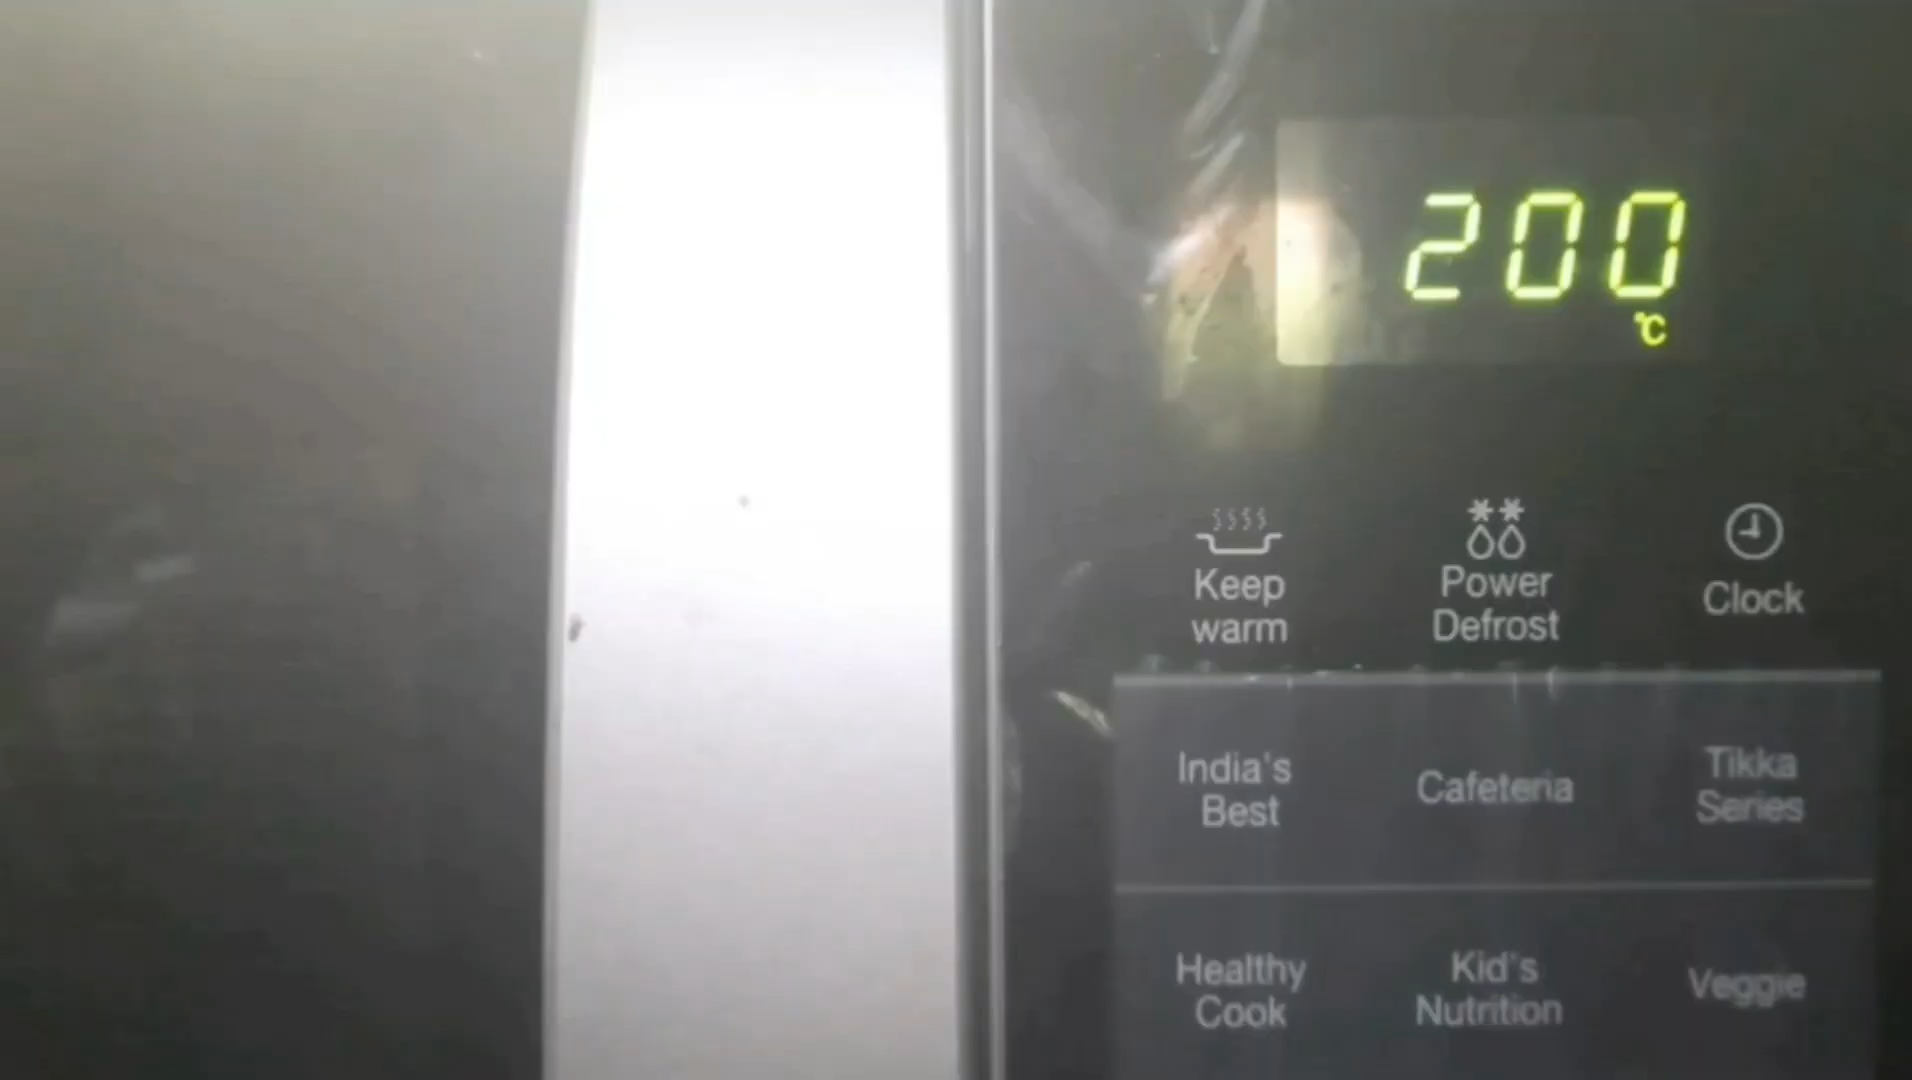 200
℃
Keep
warm
Power
Defrost
Clock
India's
Best
Cafeteria
Tikka
Series
Healthy
Cook
Kid's
Nutrition
Veggie